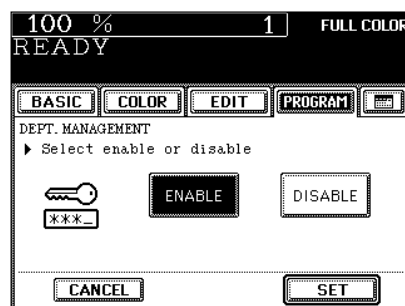 100 % 1 FULL COLOR
READY
BASIC COLOR EDIT PROGRAM
DEPT. MANAGEMENT
▶ Select enable or disable
ENABLE DISABLE
***_
CANCEL SET